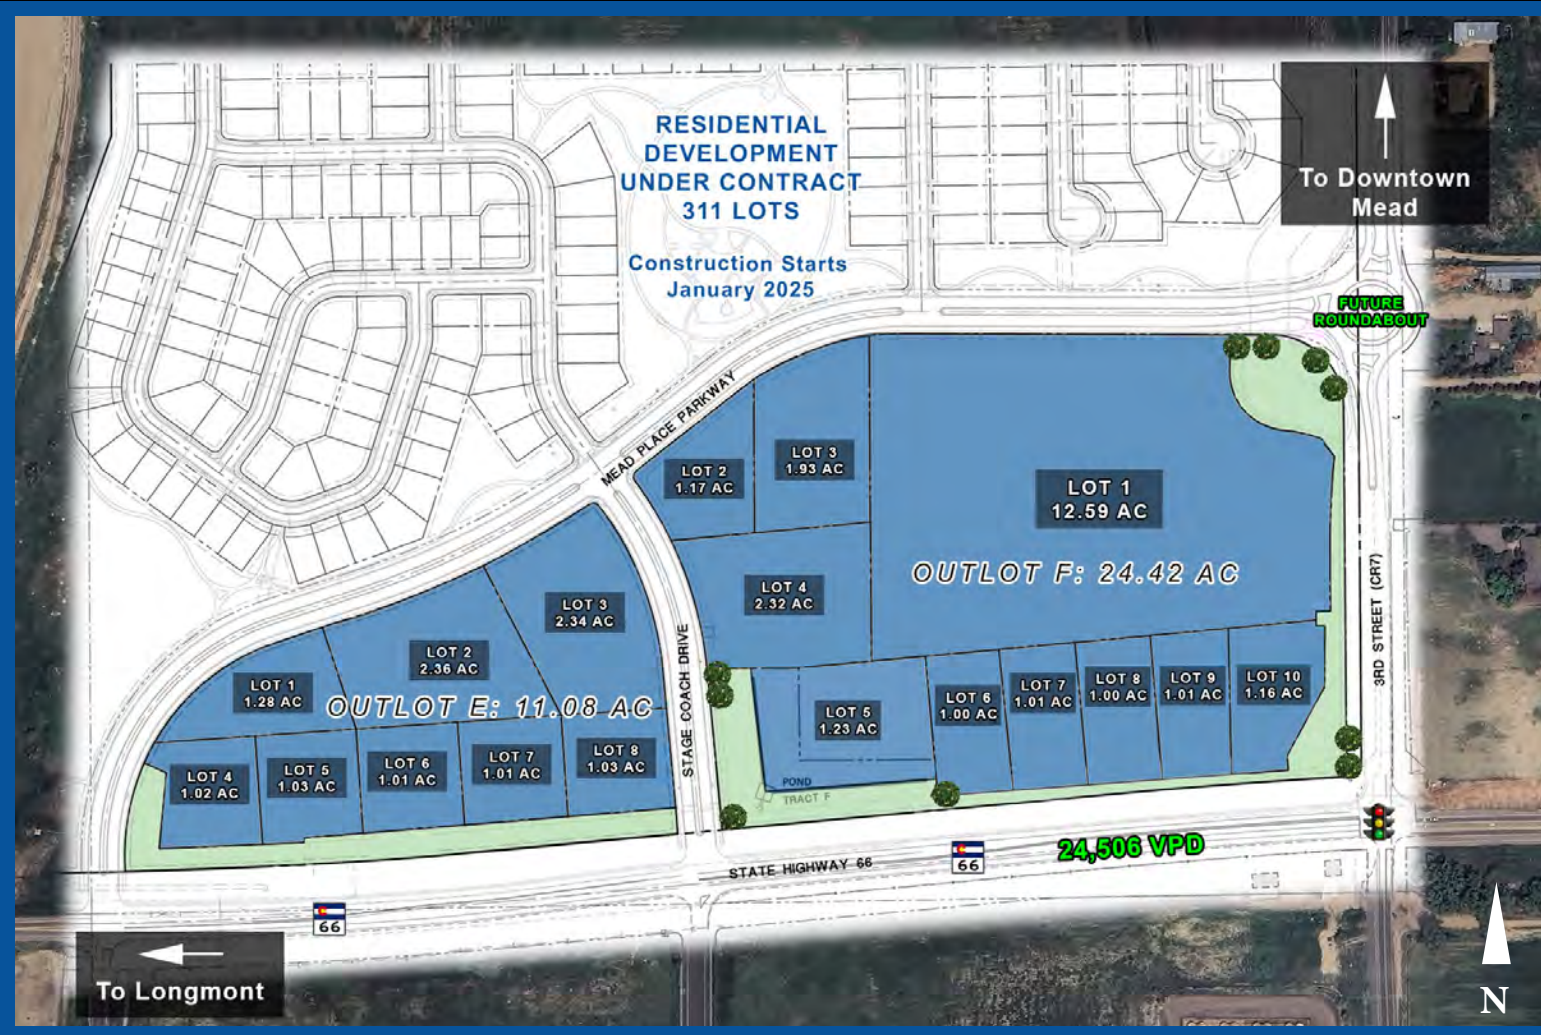 RESIDENTIAL
DEVELOPMENT
UNDER CONTRACT
311 LOTS
Construction Starts
January 2025
To Downtown
Mead
FUTURE
ROUNDABOUT
MEAD PLACE PARKWAY
LOT 2
1.17 AC
LOT 3
1.93 AC
LOT 1
12.59 AC
OUTLOT F: 24.42 AC
LOT 4
2.32 AC
LOT 3
2.34 AC
LOT 2
2.36 AC
LOT 1
1.28 AC
OUTLOT E: 11.08 AC
STAGE COACH DRIVE
3RD STREET (CR7)
LOT 5
1.23 AC
LOT 6
1.00 AC
LOT 7
1.01 AC
LOT 8
1.00 AC
LOT 9
1.01 AC
LOT 10
1.16 AC
LOT 4
1.02 AC
LOT 5
1.03 AC
LOT 6
1.01 AC
LOT 7
1.01 AC
LOT 8
1.03 AC
POND
TRACT F
STATE HIGHWAY 66
66
24,506 VPD
66
To Longmont
N